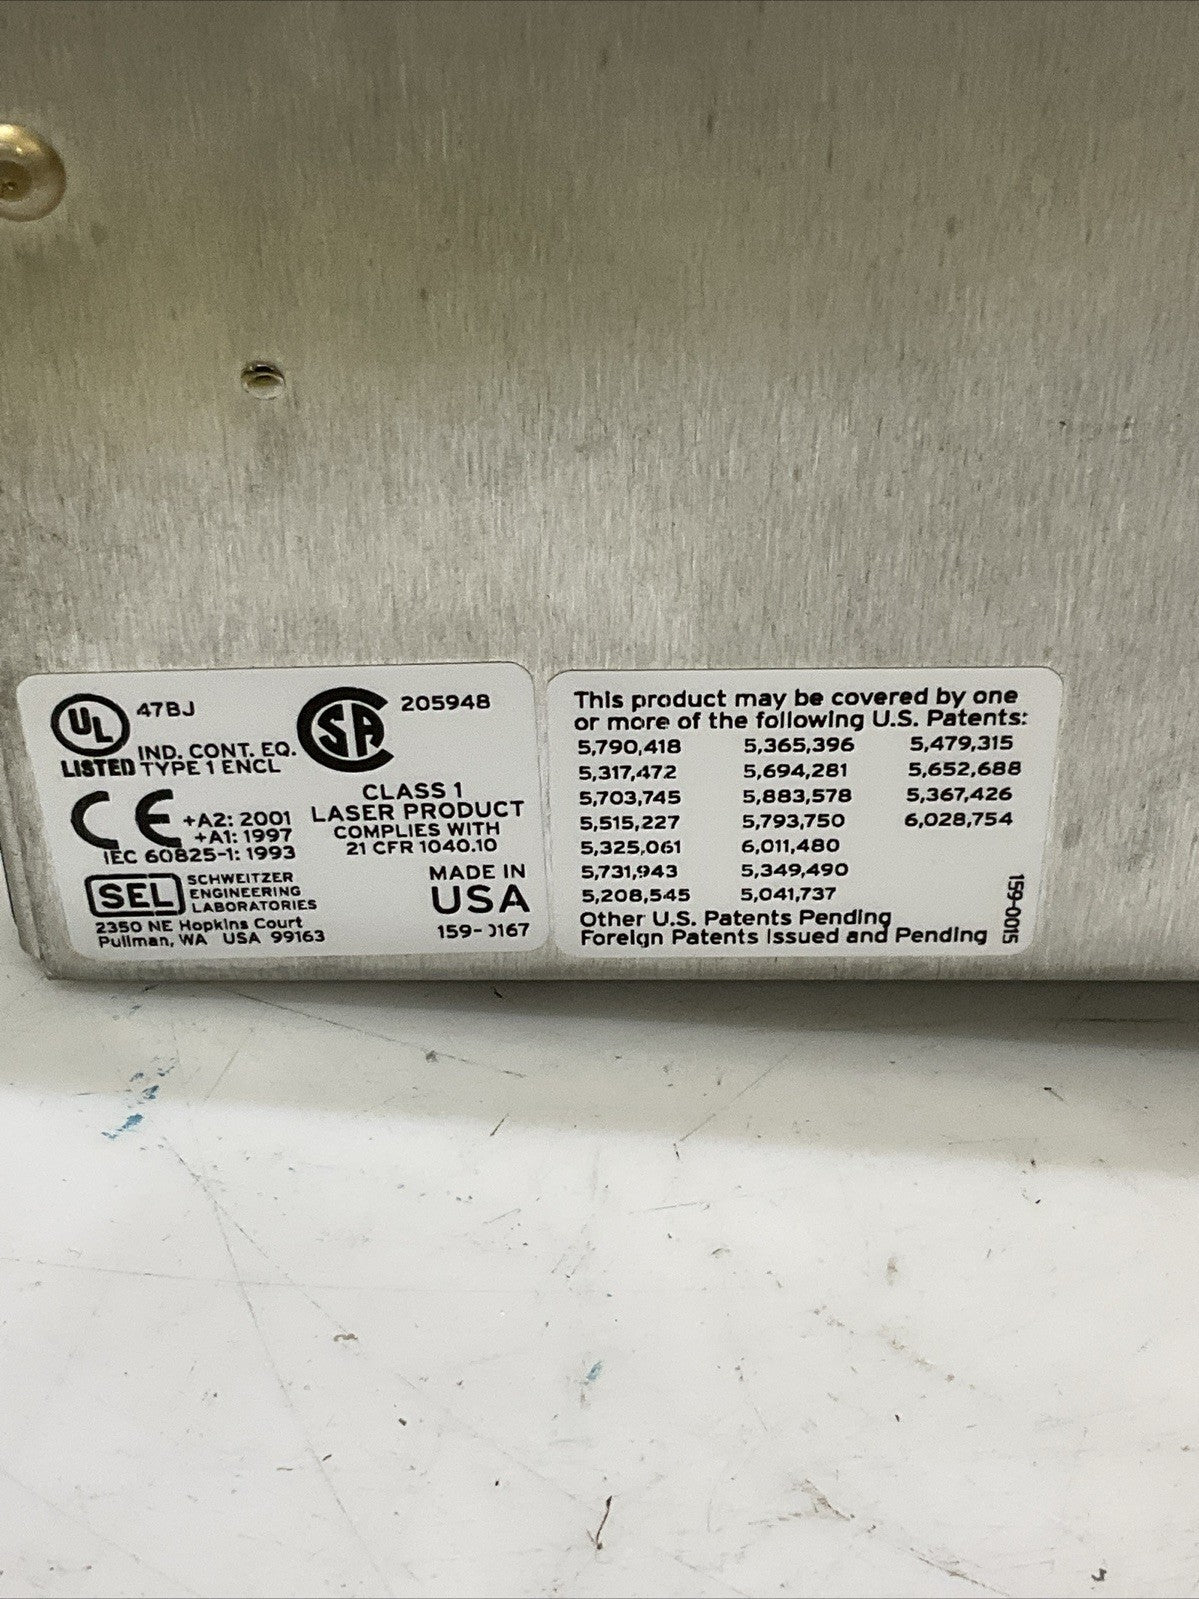 UL
LISTED
47BJ
IND. CONT. EQ.
TYPE 1 ENCL
CSA
205948
CE
+A2: 2001
+A1: 1997
IEC 60825-1: 1993
CLASS 1
LASER PRODUCT
COMPLIES WITH
21 CFR 1040.10
SEL
SCHWEITZER
ENGINEERING
LABORATORIES
2350 NE Hopkins Court
Pullman, WA USA 99163
MADE IN
USA
159-0167
This product may be covered by one
or more of the following U.S. Patents:
5,790,418 5,365,396 5,479,315
5,317,472 5,694,281 5,652,688
5,703,745 5,883,578 5,367,426
5,515,227 5,793,750 6,028,754
5,325,061 6,011,480
5,731,943 5,349,490
5,208,545 5,041,737
Other U.S. Patents Pending
Foreign Patents Issued and Pending
159-0015